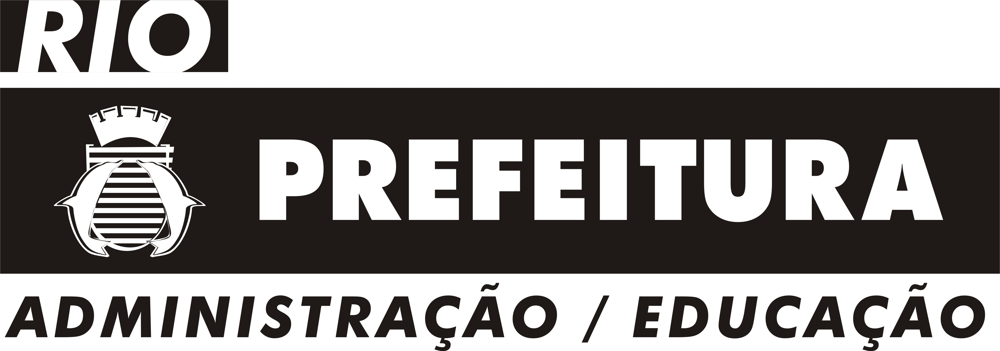 RIO
PREFEITURA
ADMINISTRAÇÃO / EDUCAÇÃO